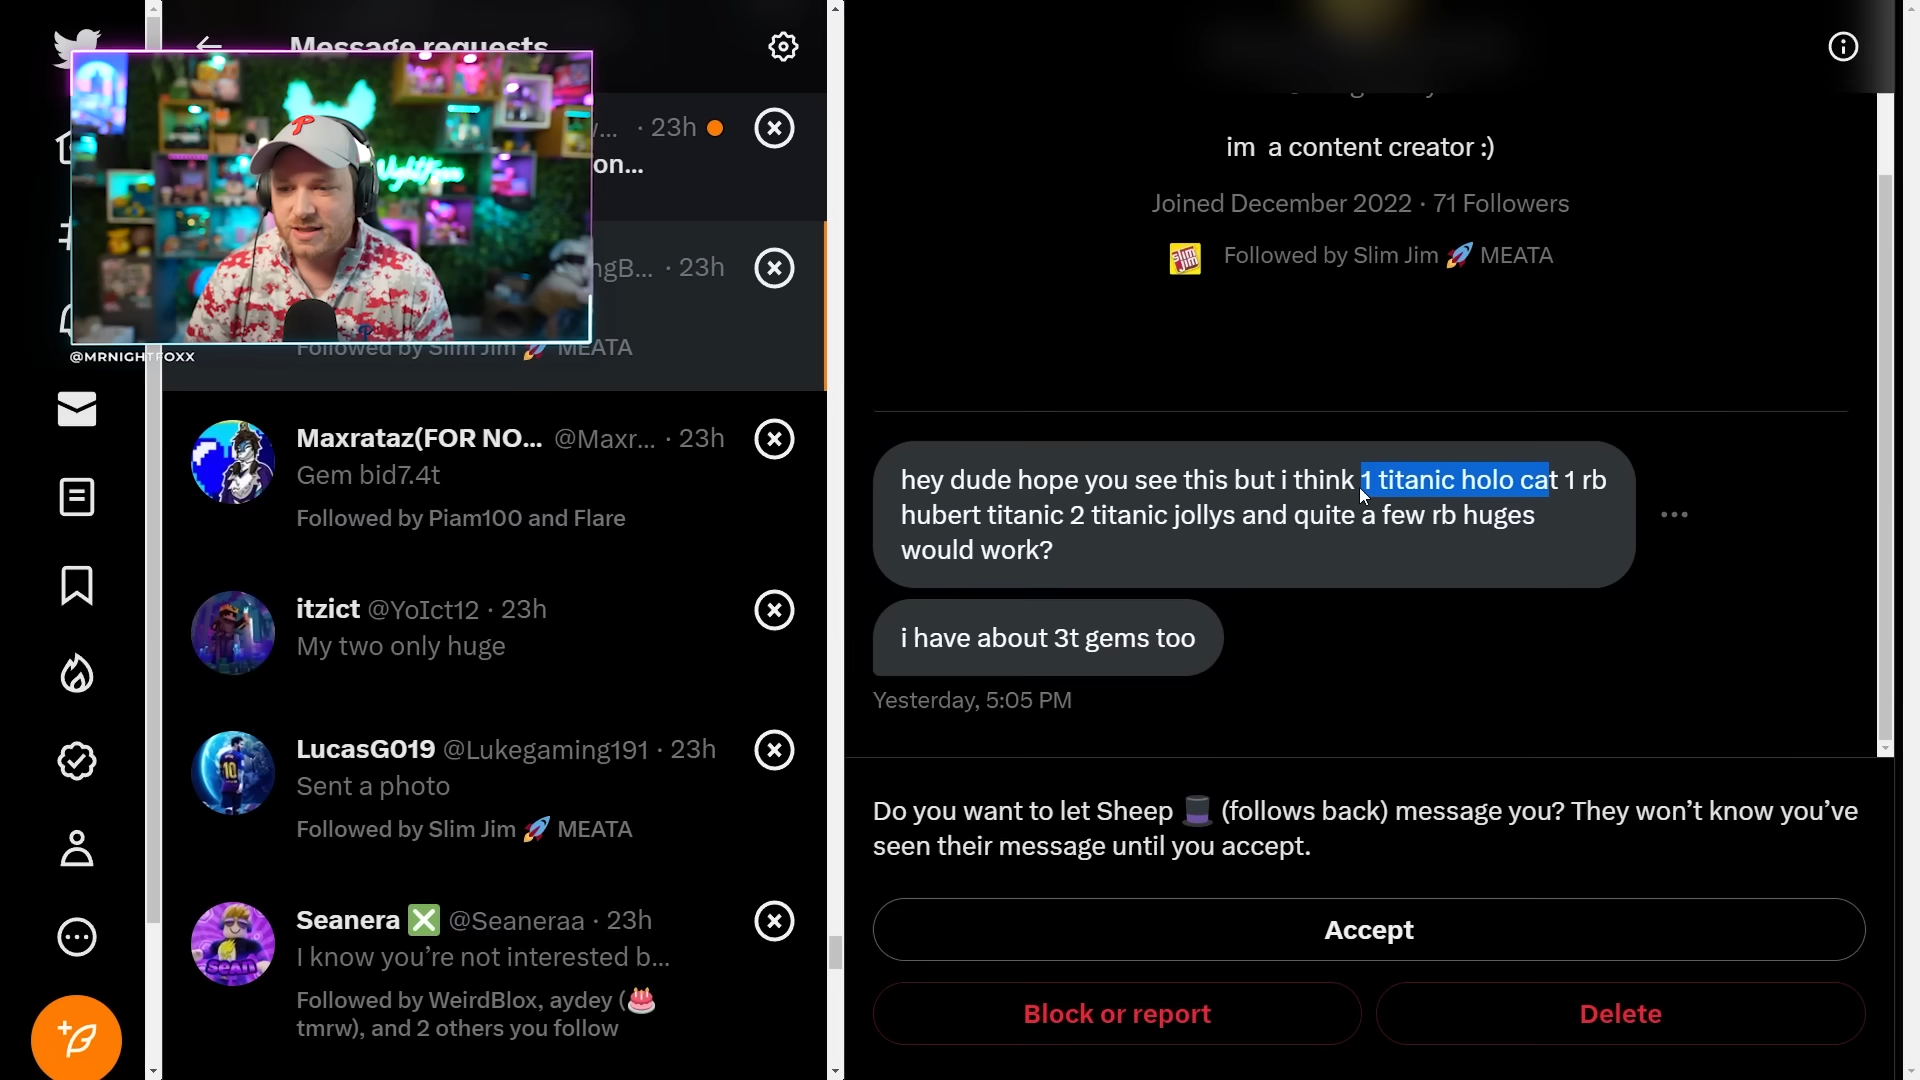 Message requests
· 23h
on...
ngB... · 23h
Followed by Slim Jim 🚀 MEATA
NightFoxx
@MRNIGHTFOXX
Maxrataz(FOR NO... @Maxr... · 23h
Gem bid7.4t
Followed by Piam100 and Flare
itzict @YoIct12 · 23h
My two only huge
LucasG019 @Lukegaming191 · 23h
Sent a photo
Followed by Slim Jim 🚀 MEATA
Seanera ❎ @Seaneraa · 23h
I know you’re not interested b...
Followed by WeirdBlox, aydey (🎂
tmrw), and 2 others you follow
im a content creator :)
Joined December 2022 · 71 Followers
Followed by Slim Jim 🚀 MEATA
hey dude hope you see this but i think 1 titanic holo cat 1 rb
hubert titanic 2 titanic jollys and quite a few rb huges
would work?
i have about 3t gems too
Yesterday, 5:05 PM
Do you want to let Sheep 🎩 (follows back) message you? They won’t know you’ve
seen their message until you accept.
Accept
Block or report
Delete